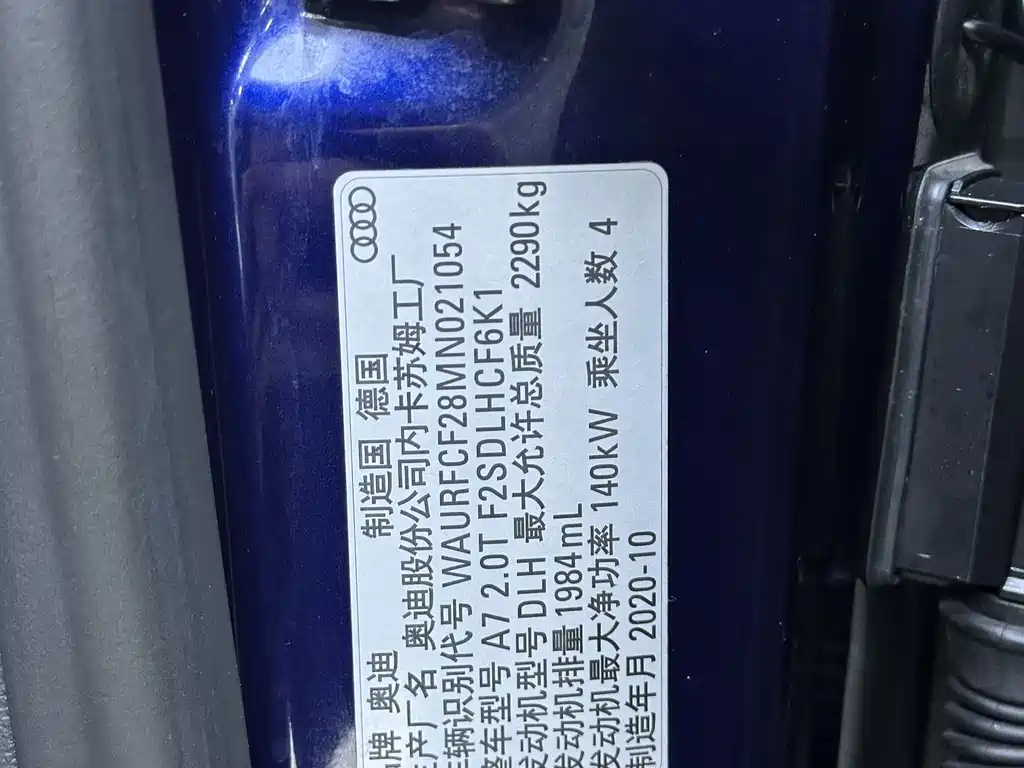 品牌 奥迪 制造国 德国
生产厂名 奥迪股份公司内卡苏姆工厂
车辆识别代号 WAURFCF28MN021054
整车型号 A7 2.0T F2SDLHCF6K1
发动机型号 DLH 最大允许总质量 2290kg
发动机排量 1984mL
发动机最大净功率 140kW 乘坐人数 4
制造年月 2020-10